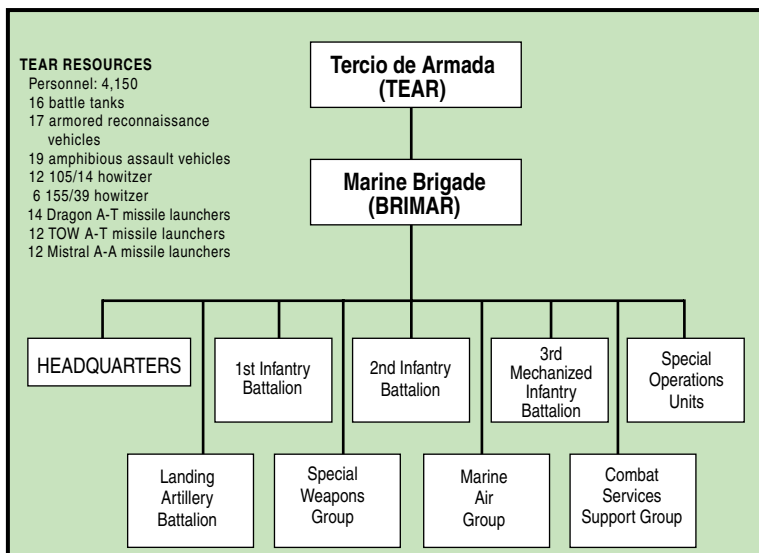 TEAR RESOURCES
Personnel: 4,150
16 battle tanks
17 armored reconnaissance
vehicles
19 amphibious assault vehicles
12 105/14 howitzer
6 155/39 howitzer
14 Dragon A-T missile launchers
12 TOW A-T missile launchers
12 Mistral A-A missile launchers
Tercio de Armada
(TEAR)
Marine Brigade
(BRIMAR)
HEADQUARTERS
1st Infantry
Battalion
2nd Infantry
Battalion
3rd
Mechanized
Infantry
Battalion
Special
Operations
Units
Landing
Artillery
Battalion
Special
Weapons
Group
Marine
Air
Group
Combat
Services
Support Group